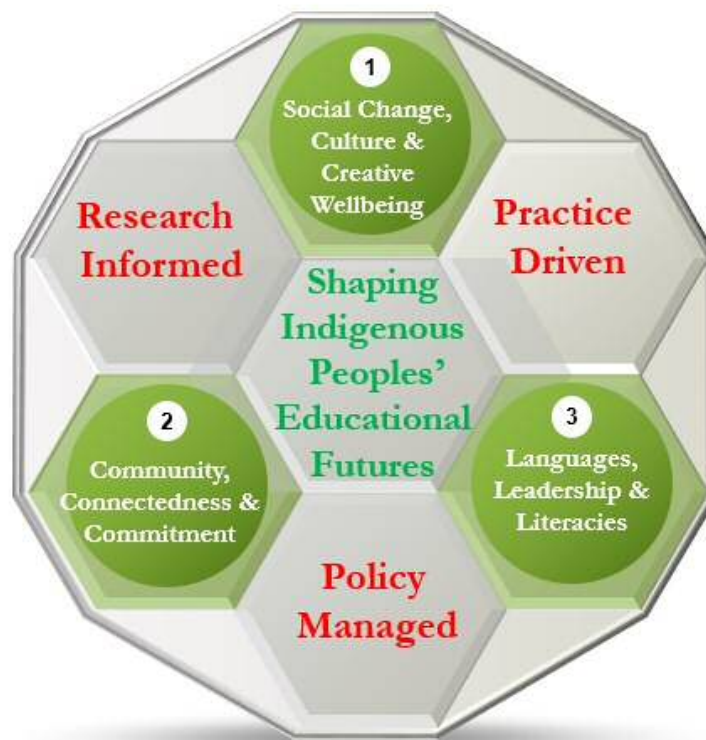 1
Social Change,
Culture &
Creative
Wellbeing
Research
Informed
Practice
Driven
Shaping
Indigenous
Peoples’
Educational
Futures
2
Community,
Connectedness &
Commitment
3
Languages,
Leadership &
Literacies
Policy
Managed